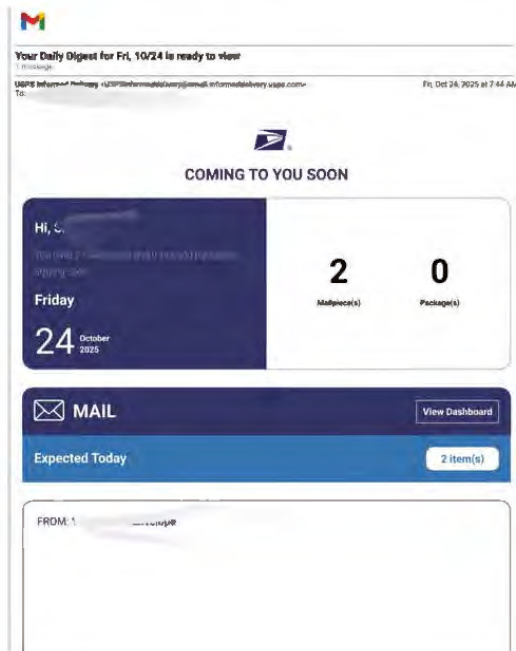 Your Daily Digest for Fri, 10/24 is ready to view
1 message
USPS Informed Delivery
Fri, Oct 24, 2025 at 7:44 AM
To:
COMING TO YOU SOON
Hi, S.
Friday
24 October
2025
2
Mailpiece(s)
0
Package(s)
MAIL
View Dashboard
Expected Today
2 item(s)
FROM: